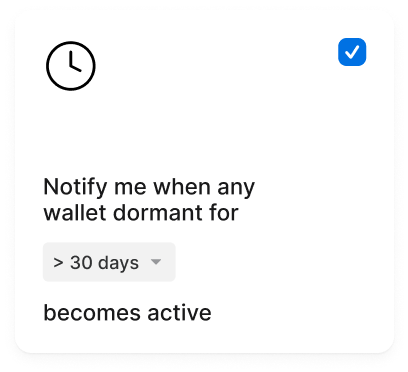 Notify me when any
wallet dormant for
> 30 days
becomes active